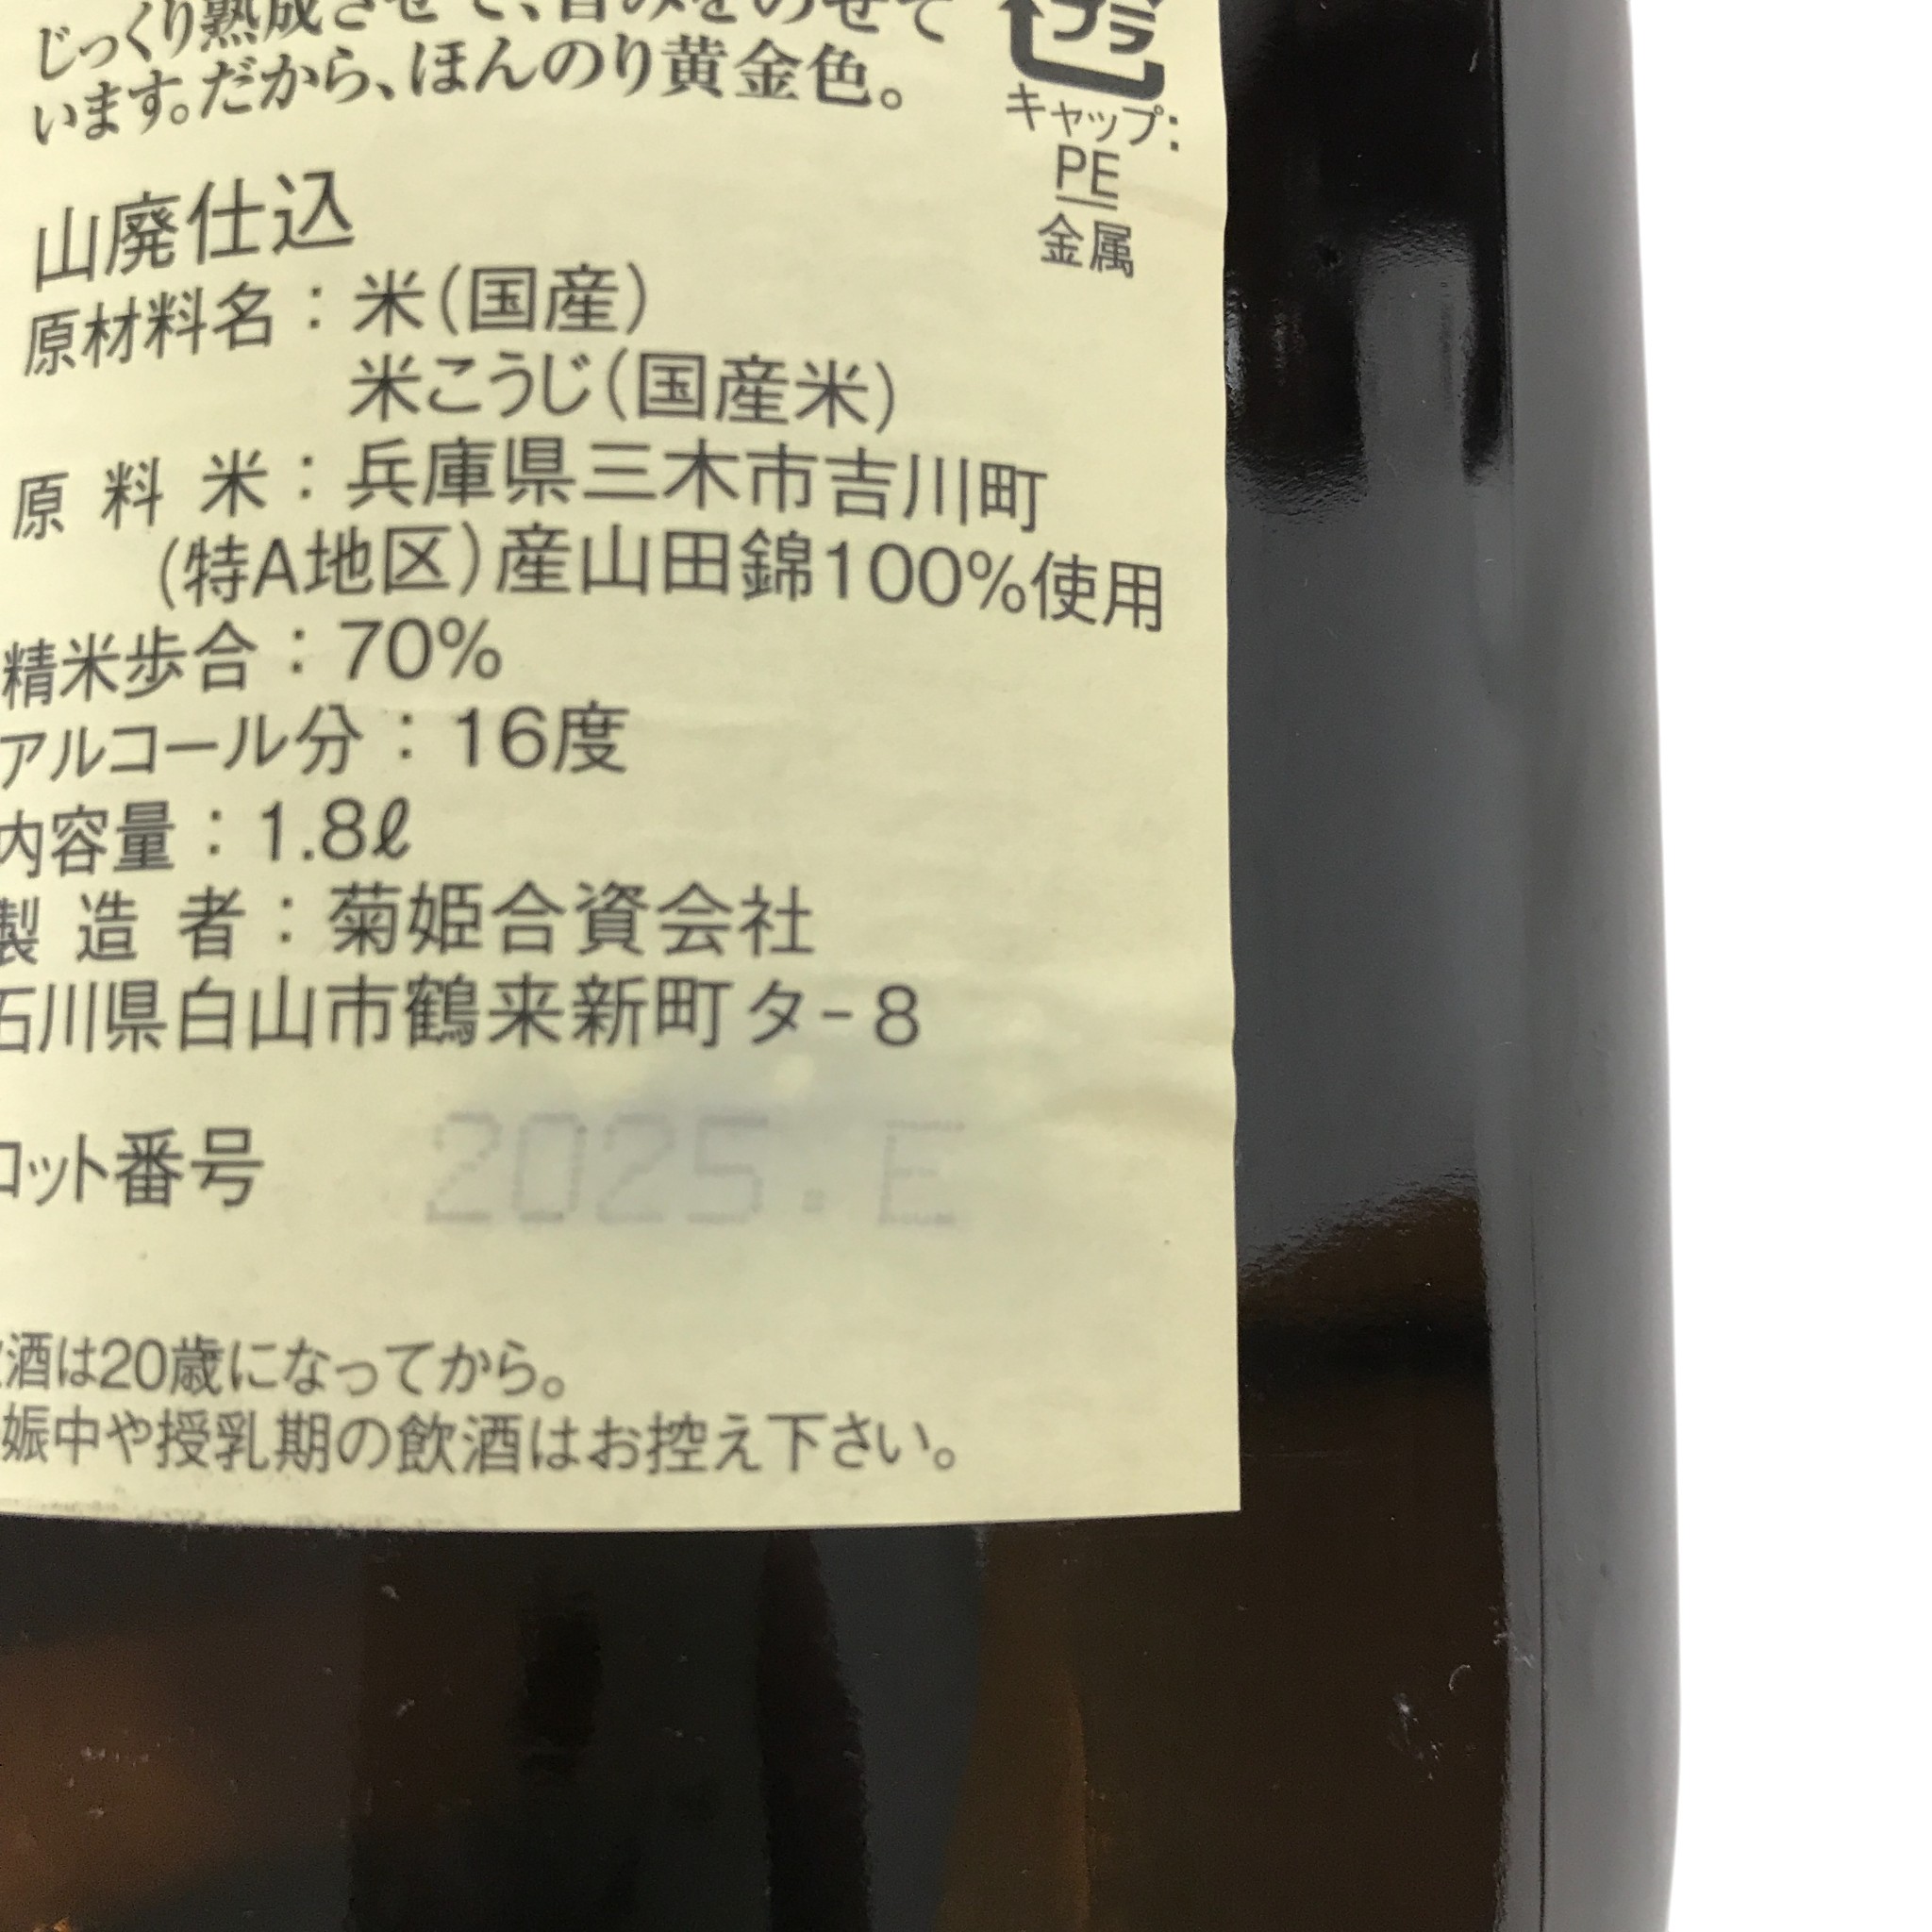 じっくり熟成させて、旨みをのせて
います。だから、ほんのり黄金色。
プラ
キャップ:
PE
金属
山廃仕込
原材料名：米（国産）
米こうじ（国産米）
原料米：兵庫県三木市吉川町
（特A地区）産山田錦100%使用
精米歩合：70%
アルコール分：16度
内容量：1.8ℓ
製造者：菊姫合資会社
石川県白山市鶴来新町タ-8
ロット番号 2025.E
酒は20歳になってから。
娠中や授乳期の飲酒はお控え下さい。